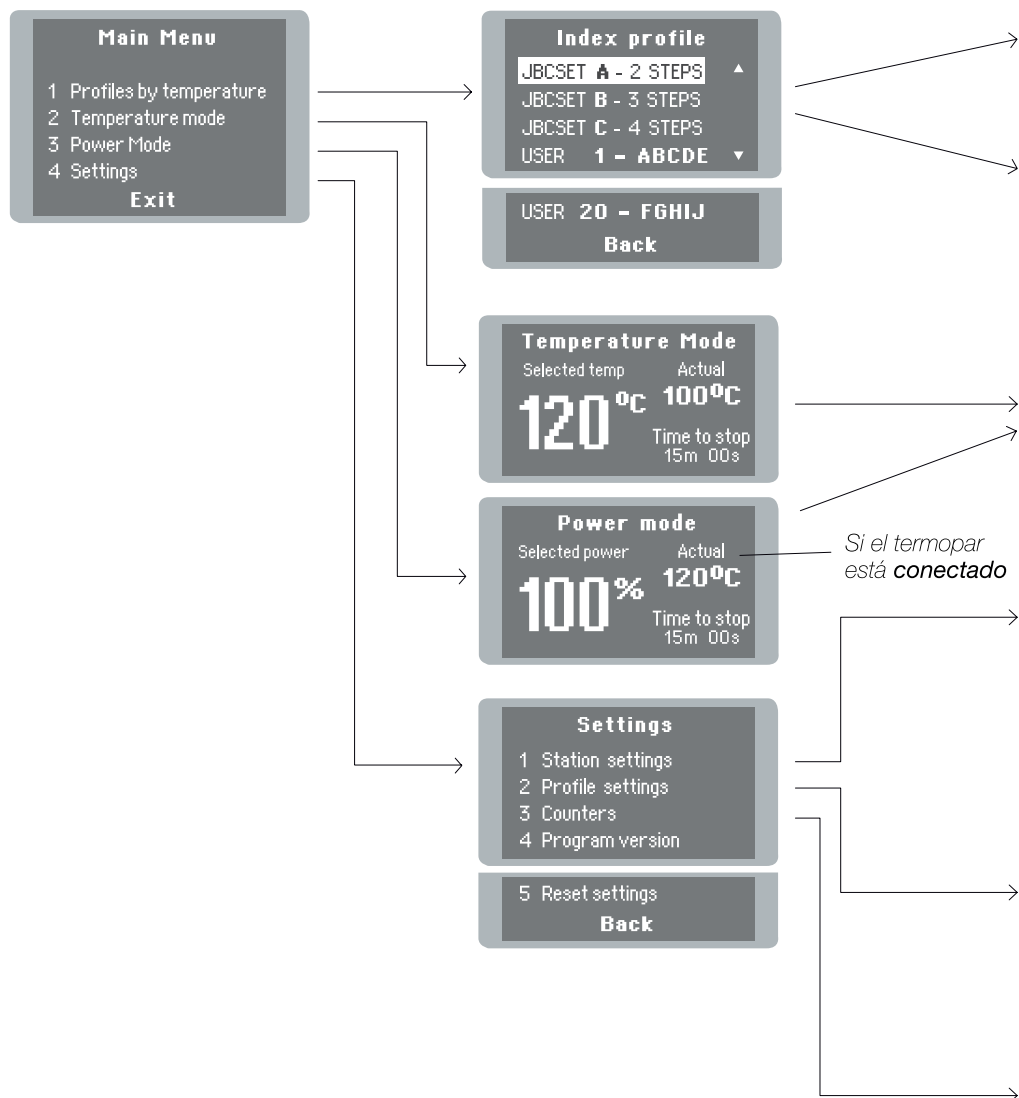 Main Menu
1 Profiles by temperature
2 Temperature mode
3 Power Mode
4 Settings
Exit
Index profile
JBCSET A - 2 STEPS ▲
JBCSET B - 3 STEPS
JBCSET C - 4 STEPS
USER 1 - ABCDE ▼
USER 20 - FGHIJ
Back
Temperature Mode
Selected temp
120 ºC
Actual
100ºC
Time to stop
15m 00s
Power mode
Selected power
100 %
Actual
120ºC
Time to stop
15m 00s
Si el termopar
está conectado
Settings
1 Station settings
2 Profile settings
3 Counters
4 Program version
5 Reset settings
Back